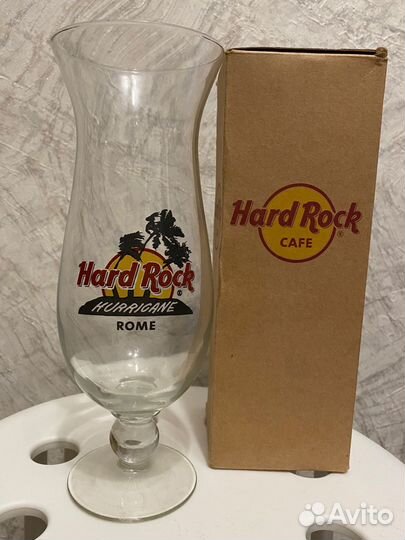 Hard Rock ®
HURRICANE
ROME
Hard Rock ®
CAFE
Avito